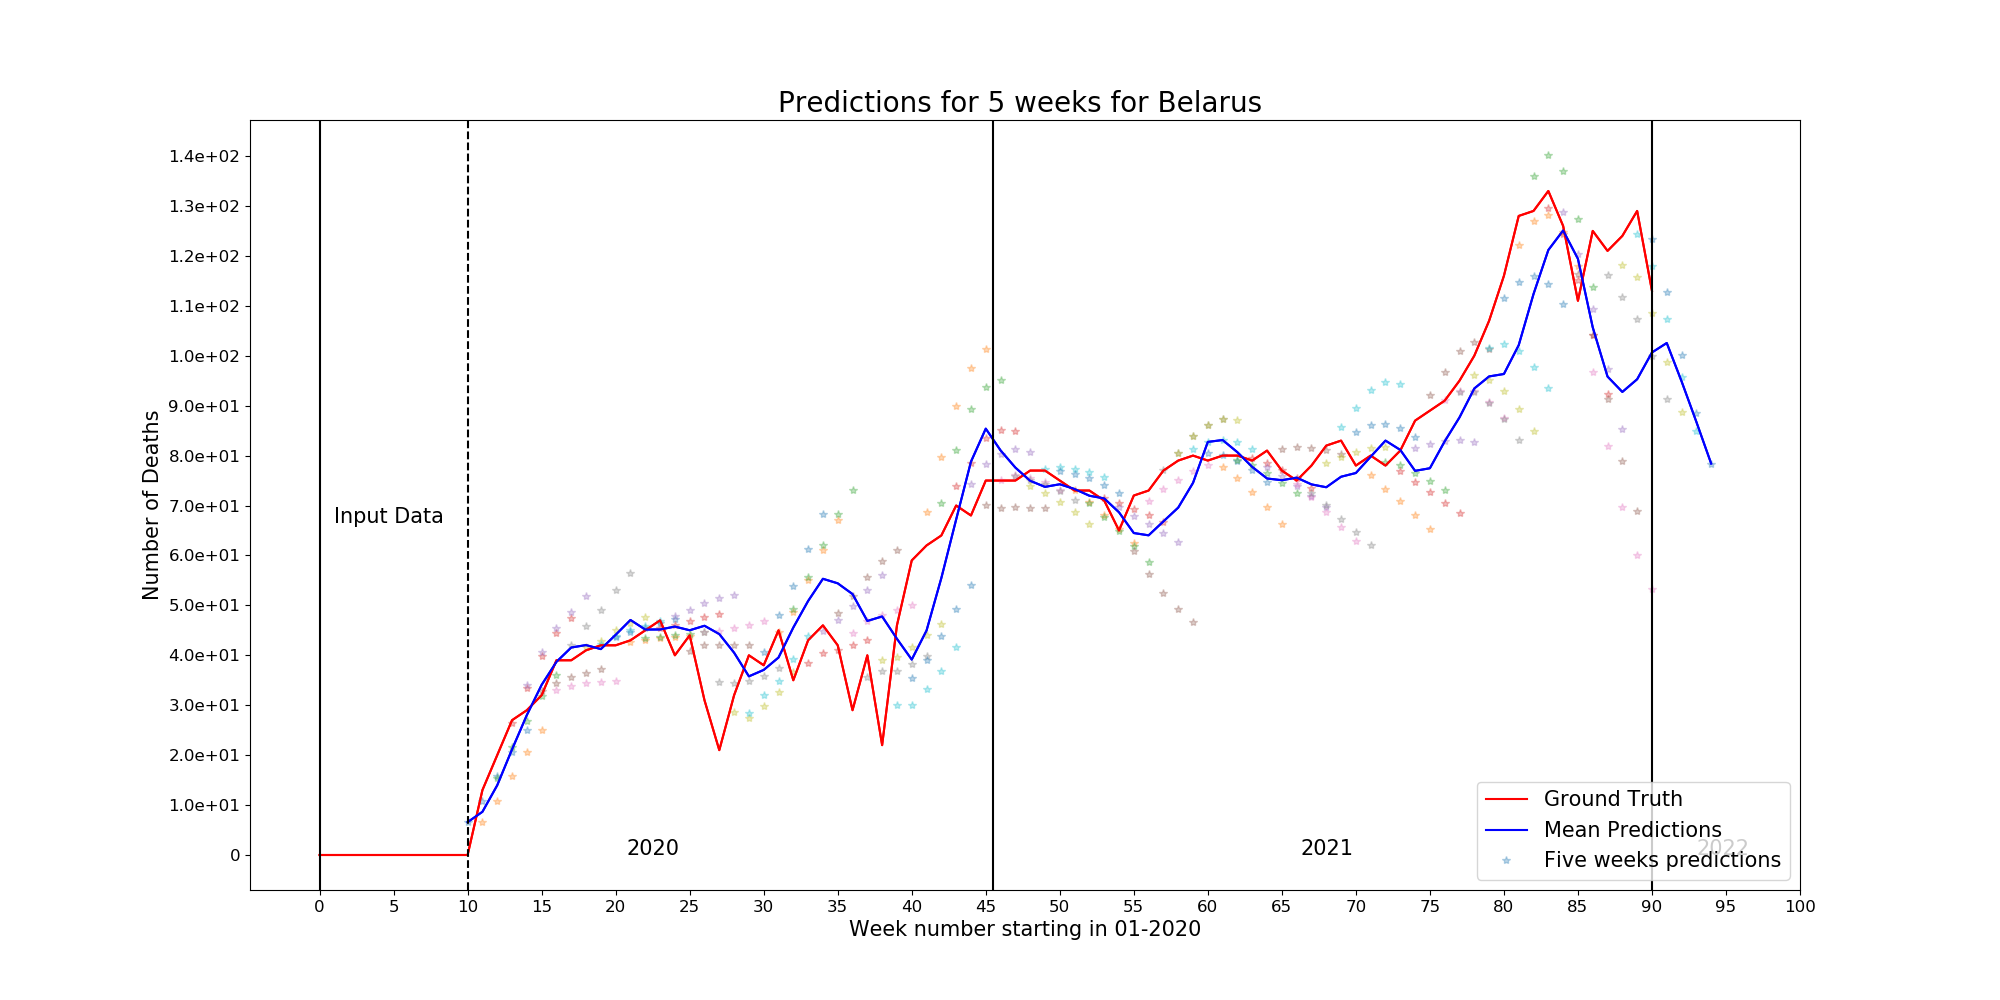 Predictions for 5 weeks for Belarus
Number of Deaths
1.4e+02
1.3e+02
1.2e+02
1.1e+02
1.0e+02
9.0e+01
8.0e+01
7.0e+01
6.0e+01
5.0e+01
4.0e+01
3.0e+01
2.0e+01
1.0e+01
0
Input Data
2020
2021
2022
Ground Truth
Mean Predictions
Five weeks predictions
0 5 10 15 20 25 30 35 40 45 50 55 60 65 70 75 80 85 90 95 100
Week number starting in 01-2020